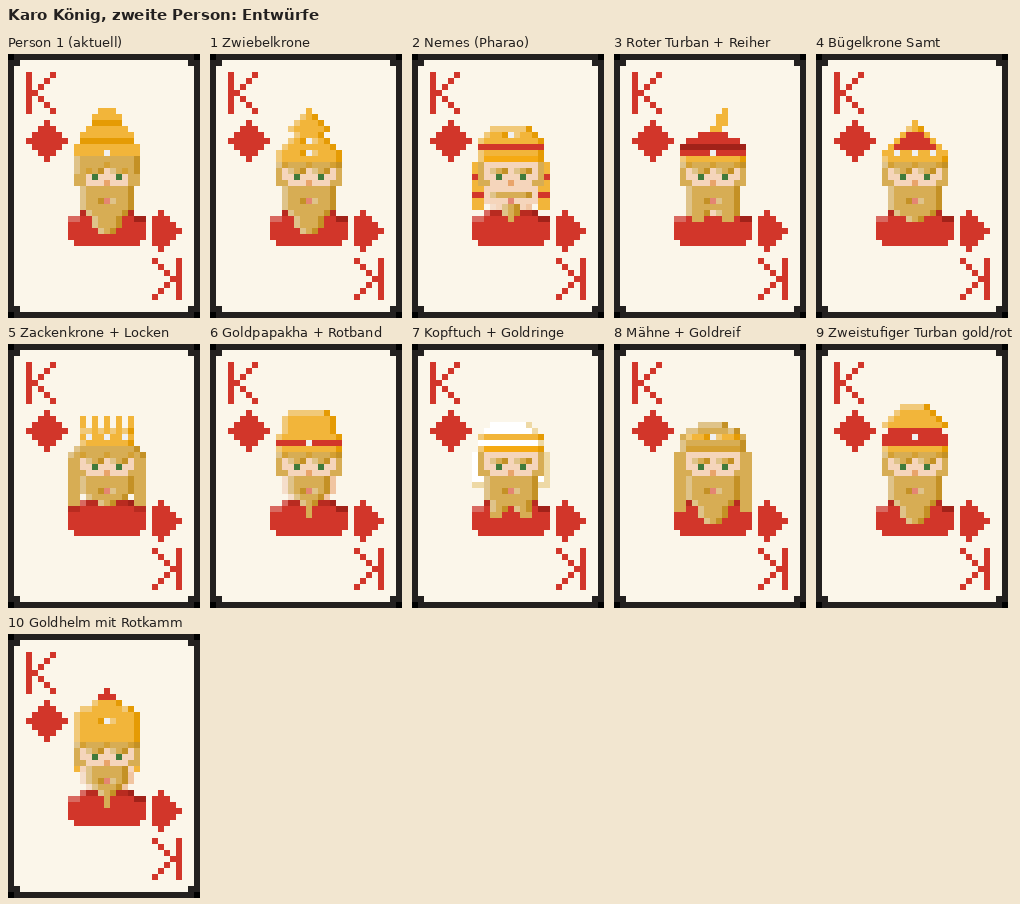 Karo König, zweite Person: Entwürfe
Person 1 (aktuell)
1 Zwiebelkrone
2 Nemes (Pharao)
3 Roter Turban + Reiher
4 Bügelkrone Samt
K
K
K
K
K
K
K
K
K
K
5 Zackenkrone + Locken
6 Goldpapakha + Rotband
7 Kopftuch + Goldringe
8 Mähne + Goldreif
9 Zweistufiger Turban gold/rot
K
K
K
K
K
K
K
K
K
K
10 Goldhelm mit Rotkamm
K
K